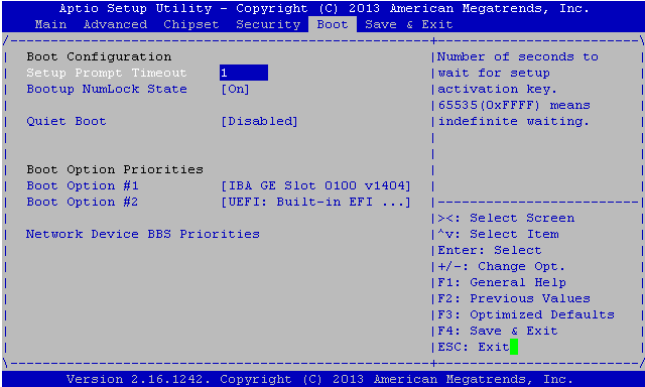 Aptio Setup Utility - Copyright (C) 2013 American Megatrends, Inc.
Main Advanced Chipset Security Boot Save & Exit
Boot Configuration
Setup Prompt Timeout 1
Bootup NumLock State [On]
Quiet Boot [Disabled]
Boot Option Priorities
Boot Option #1 [IBA GE Slot 0100 v1404]
Boot Option #2 [UEFI: Built-in EFI ...]
Network Device BBS Priorities
Number of seconds to
wait for setup
activation key.
65535(0xFFFF) means
indefinite waiting.
><: Select Screen
^v: Select Item
Enter: Select
+/-: Change Opt.
F1: General Help
F2: Previous Values
F3: Optimized Defaults
F4: Save & Exit
ESC: Exit
Version 2.16.1242. Copyright (C) 2013 American Megatrends, Inc.